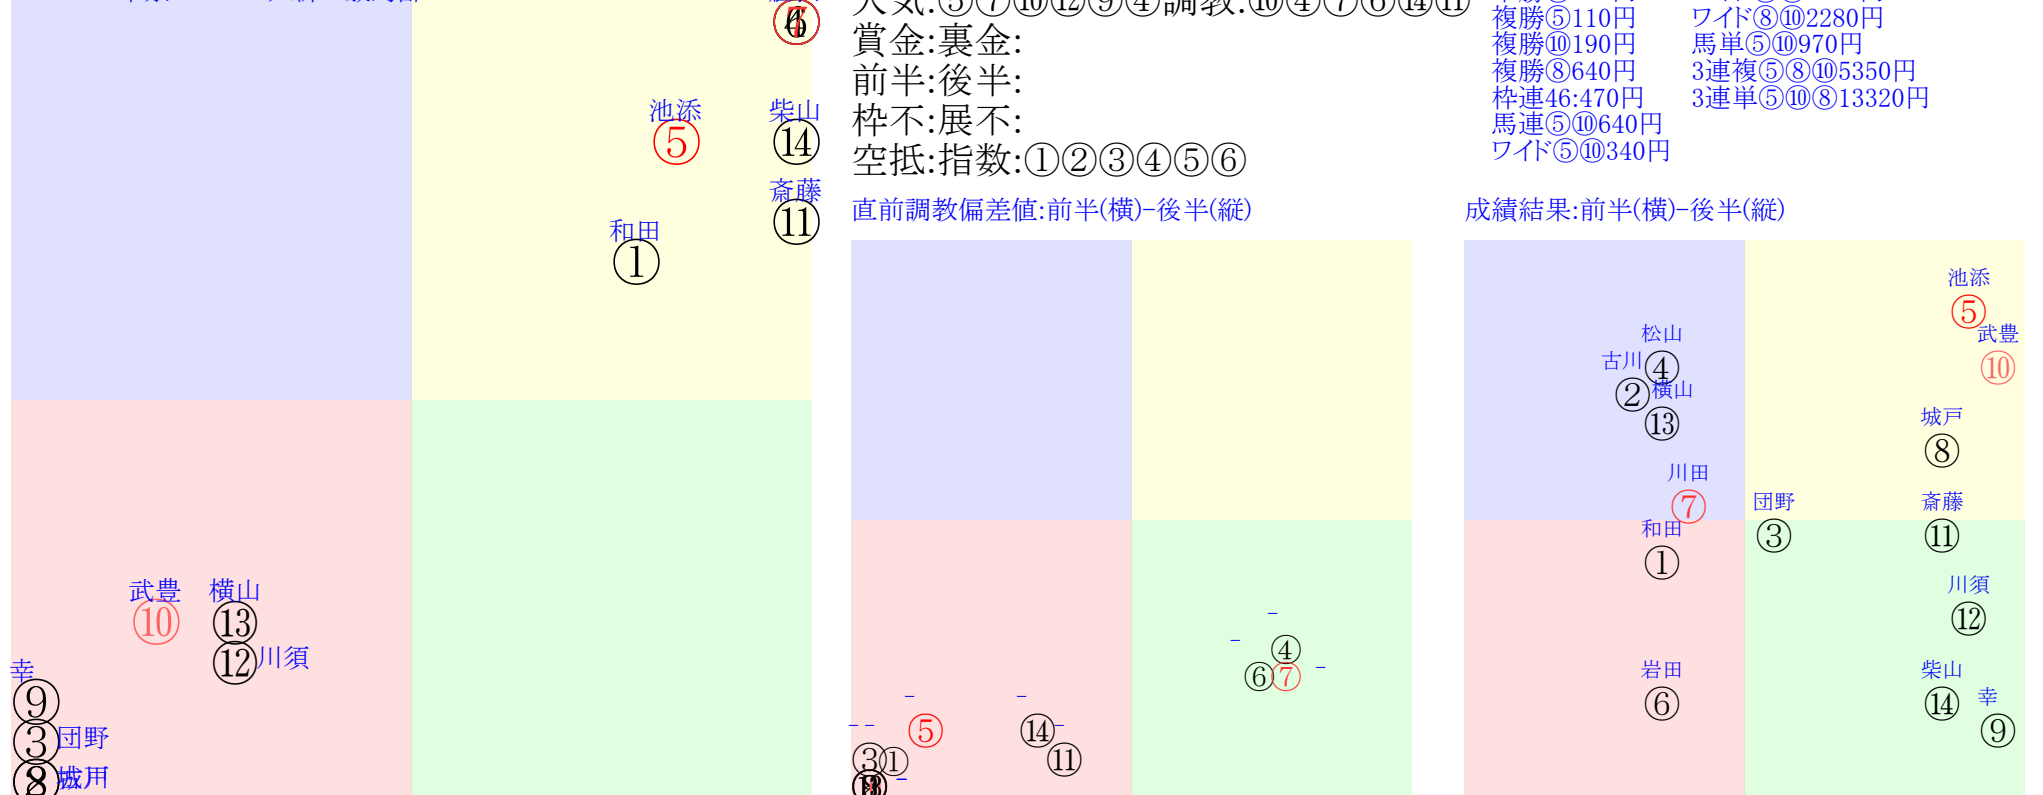 人気:⑤⑦⑩⑫⑨④調教:⑩④⑦⑥⑭⑪
賞金:裏金:
前半:後半:
枠不:展不:
空抵:指数:①②③④⑤⑥
複勝⑤110円
複勝⑩190円
複勝⑧640円
枠連46:470円
馬連⑤⑩640円
ワイド⑤⑩340円
ワイド⑧⑩2280円
馬単⑤⑩970円
3連複⑤⑧⑩5350円
3連単⑤⑩⑧13320円
池添
⑤
柴山
⑭
斎藤
⑪
和田
①
武豊
⑩
横山
⑬
⑫川須
幸
⑨
③団野
直前調教偏差値:前半(横)-後半(縦)
④
⑥⑦
⑤
⑭
③①
⑪
成績結果:前半(横)-後半(縦)
池添
⑤
武豊
⑩
松山
④
古川
②
横山
⑬
城戸
⑧
川田
⑦
団野
③
斎藤
⑪
和田
①
川須
⑫
岩田
⑥
柴山
⑭
幸
⑨